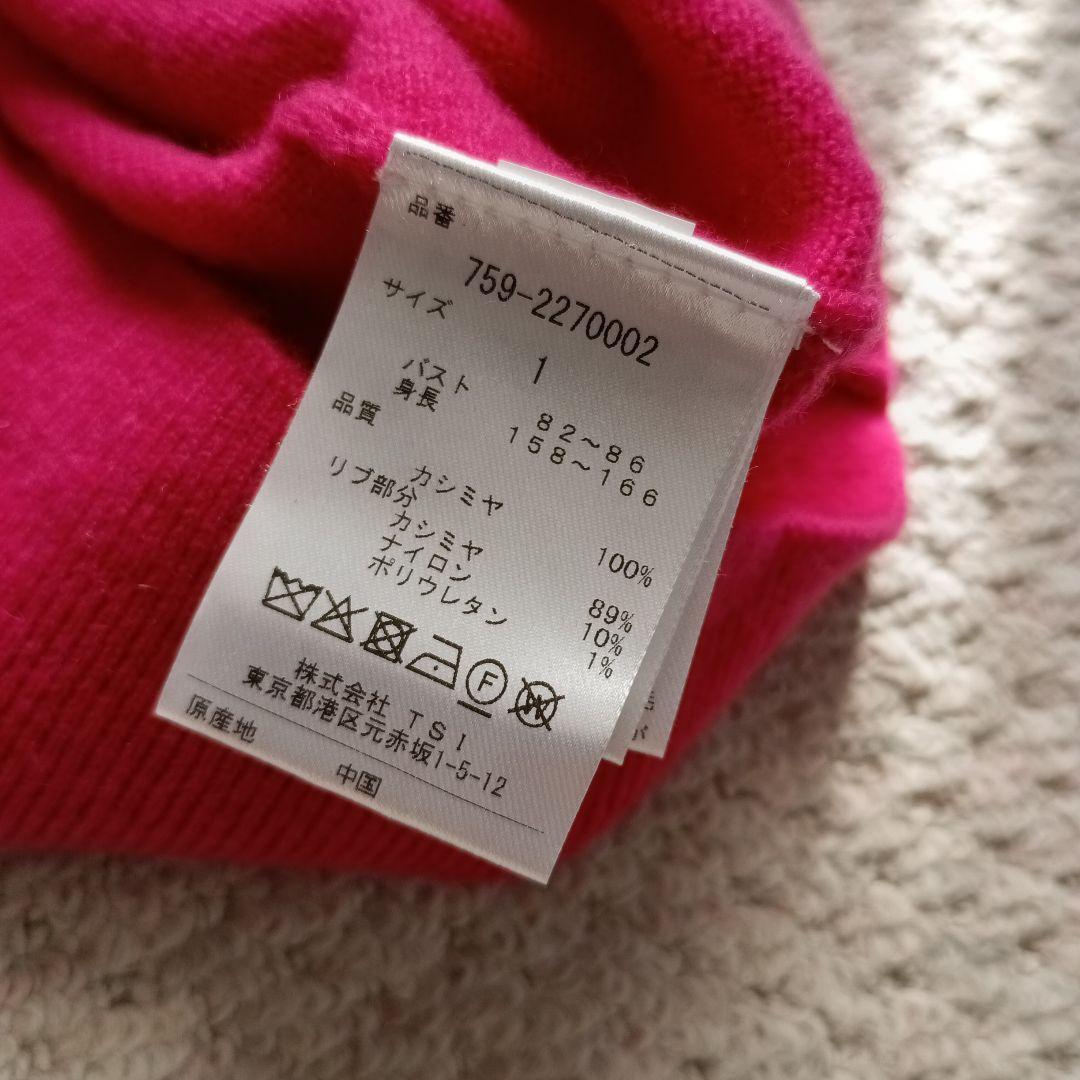 品番
759-2270002
サイズ
1
バスト 82～86
身長 158～166
品質
カシミヤ 100%
リブ部分
カシミヤ 89%
ナイロン 10%
ポリウレタン 1%
F
W
株式会社 TSI
東京都港区元赤坂1-5-12
原産地
中国